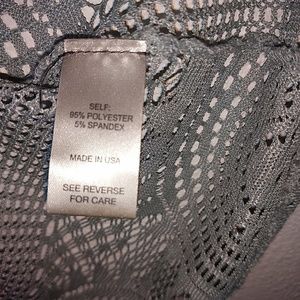 SELF:
95% POLYESTER
5% SPANDEX
MADE IN USA
SEE REVERSE
FOR CARE